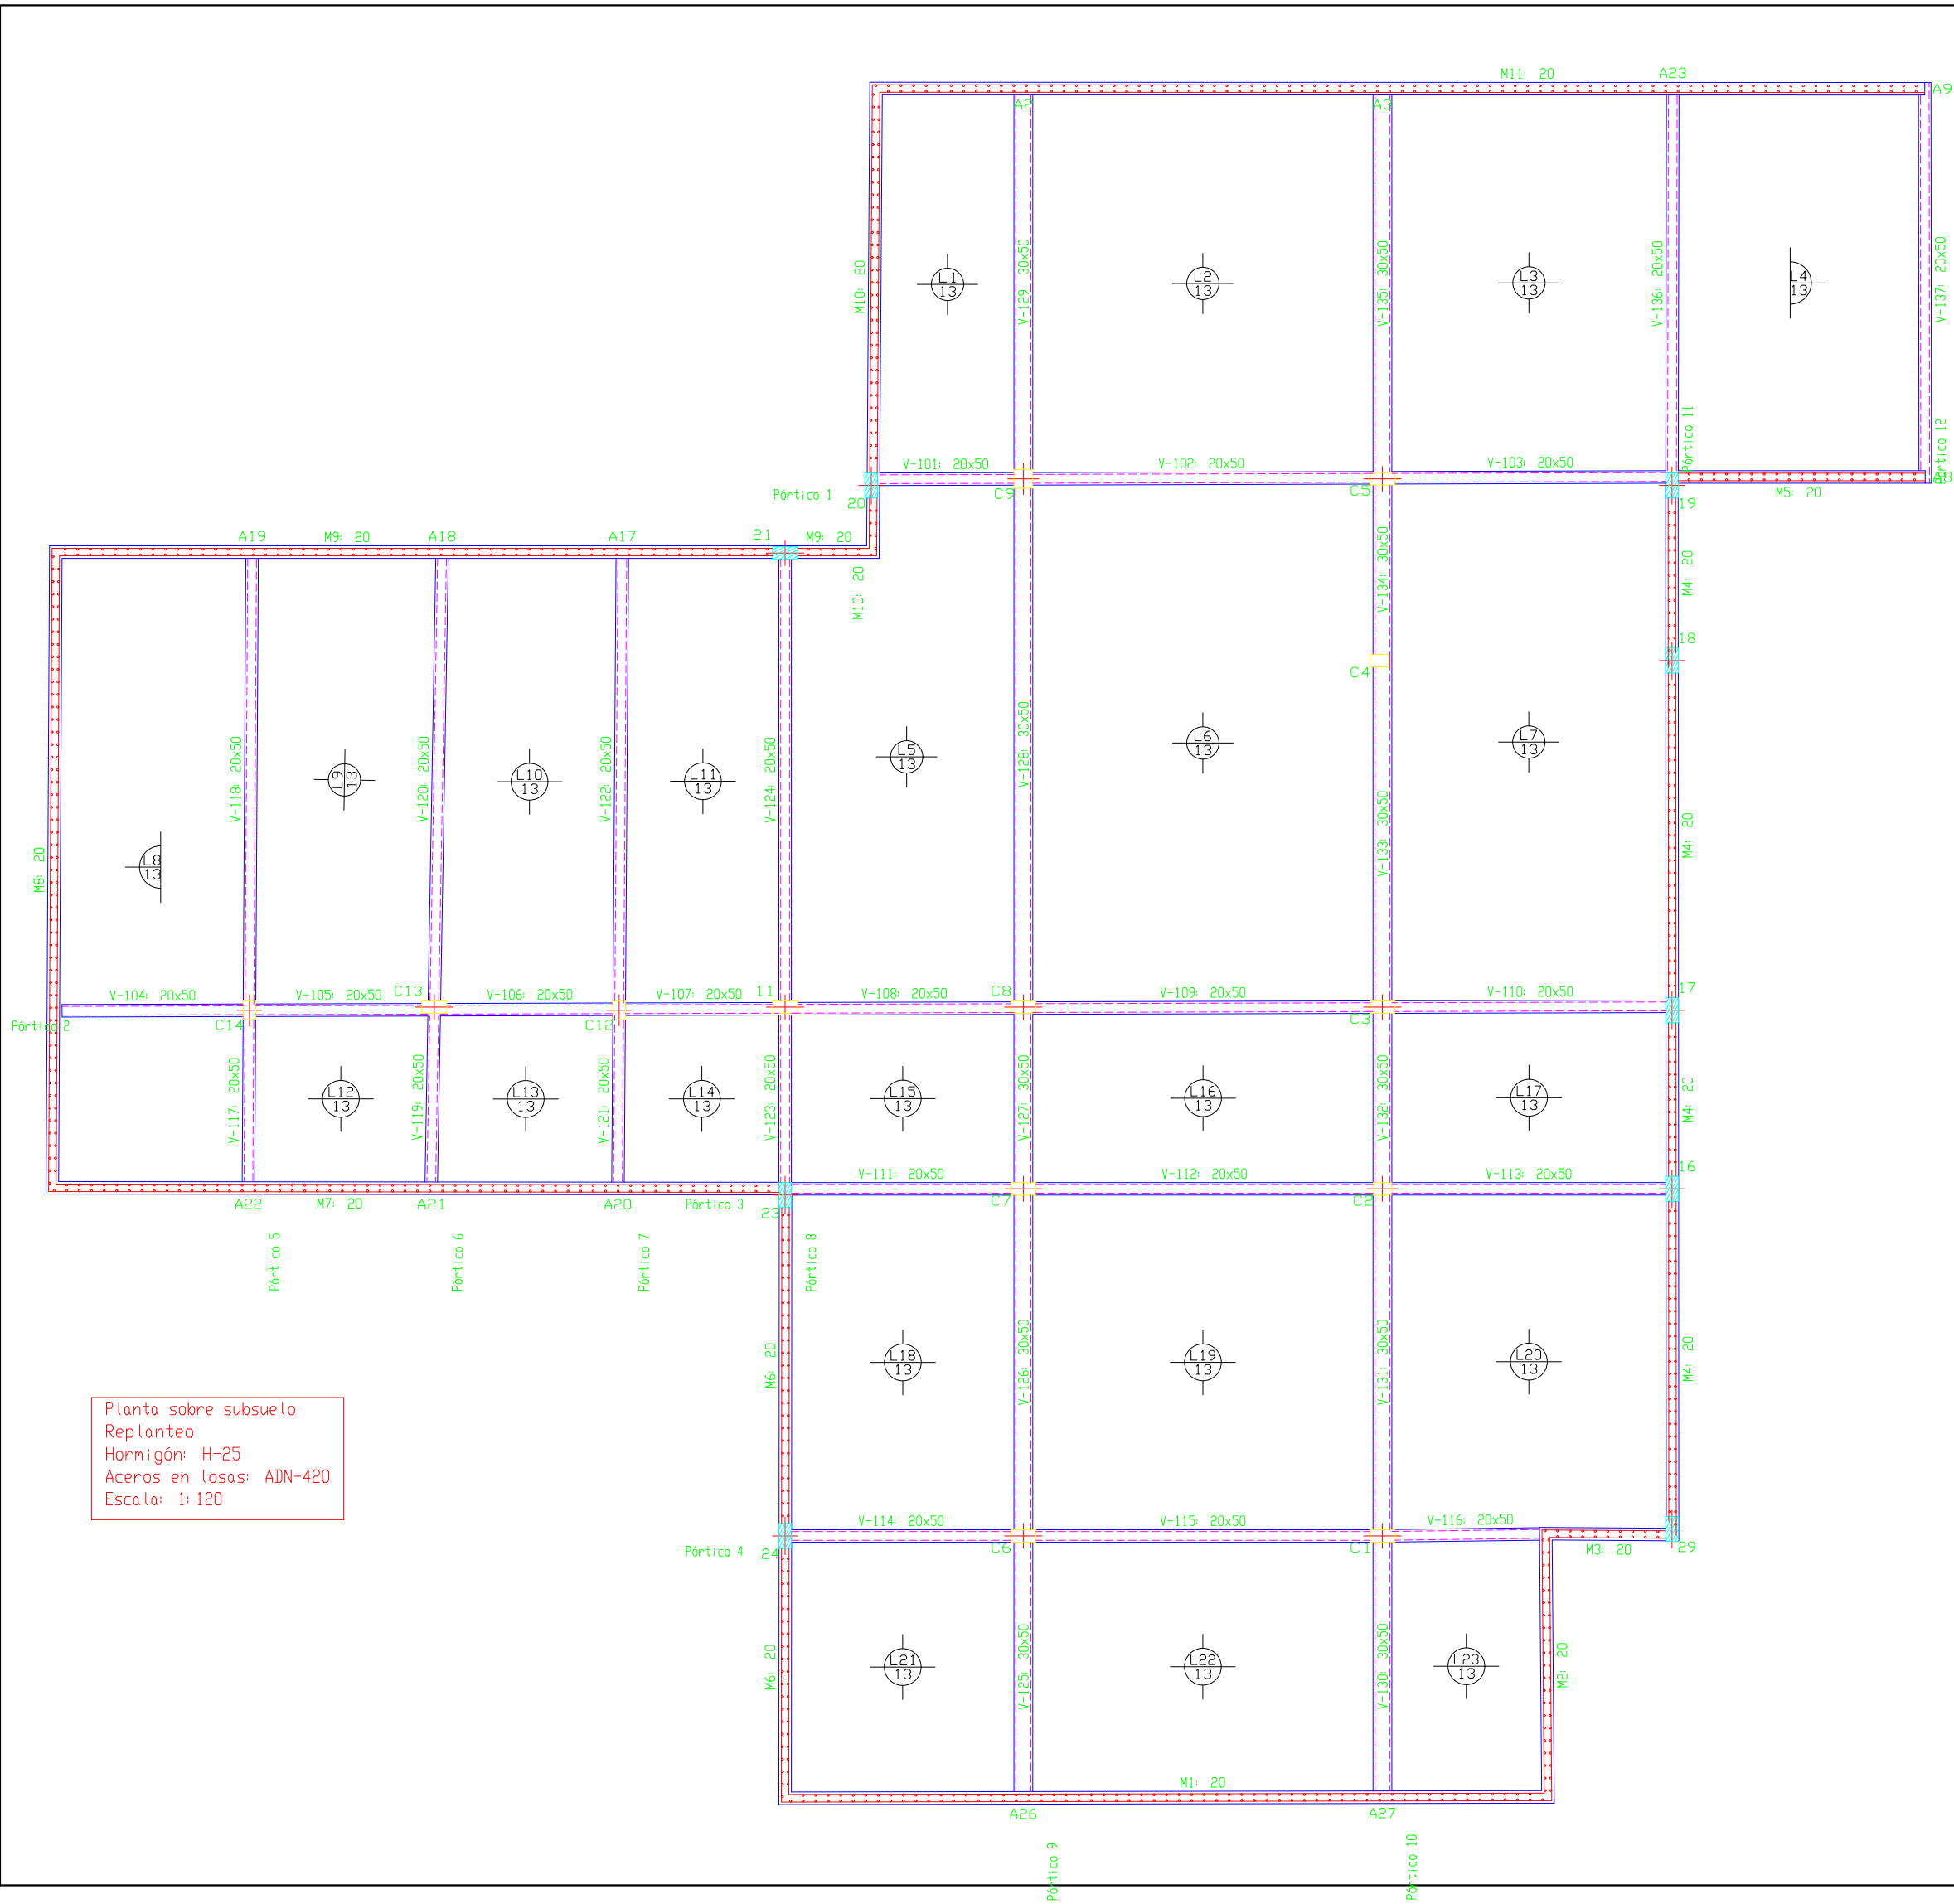 M11: 20
A23
A9
A2
A3
M10: 20
V-129: 30x50
V-135: 30x50
V-136: 20x50
V-137: 20x50
L1
13
L2
13
L3
13
L4
13
Pórtico 11
Pórtico 12
V-101: 20x50
V-102: 20x50
V-103: 20x50
Pórtico 1
20
C9
C5
19
M5: 20
A8
A19
M9: 20
A18
A17
21
M9: 20
M10: 20
V-134: 30x50
M4: 20
18
C4
V-118: 20x50
L9
13
V-120: 20x50
L10
13
V-122: 20x50
L11
13
V-124: 20x50
L5
13
V-128: 30x50
L6
13
V-133: 30x50
L7
13
M4: 20
M8: 20
L8
13
V-104: 20x50
V-105: 20x50
C13
V-106: 20x50
V-107: 20x50
11
V-108: 20x50
C8
V-109: 20x50
V-110: 20x50
17
Pórtico 2
C14
C12
C3
V-117: 20x50
L12
13
V-119: 20x50
L13
13
V-121: 20x50
L14
13
V-123: 20x50
L15
13
V-127: 30x50
L16
13
V-132: 30x50
L17
13
M4: 20
V-111: 20x50
V-112: 20x50
V-113: 20x50
16
A22
M7: 20
A21
A20
Pórtico 3
23
C7
C2
Pórtico 5
Pórtico 6
Pórtico 7
Pórtico 8
M6: 20
L18
13
V-126: 30x50
L19
13
V-131: 30x50
L20
13
M4: 20
Planta sobre subsuelo
Replanteo
Hormigón: H-25
Aceros en losas: ADN-420
Escala: 1:120
V-114: 20x50
V-115: 20x50
V-116: 20x50
Pórtico 4
24
C6
C1
M3: 20
29
M6: 20
L21
13
V-125: 30x50
L22
13
V-130: 30x50
L23
13
M2: 20
M1: 20
A26
A27
Pórtico 9
Pórtico 10